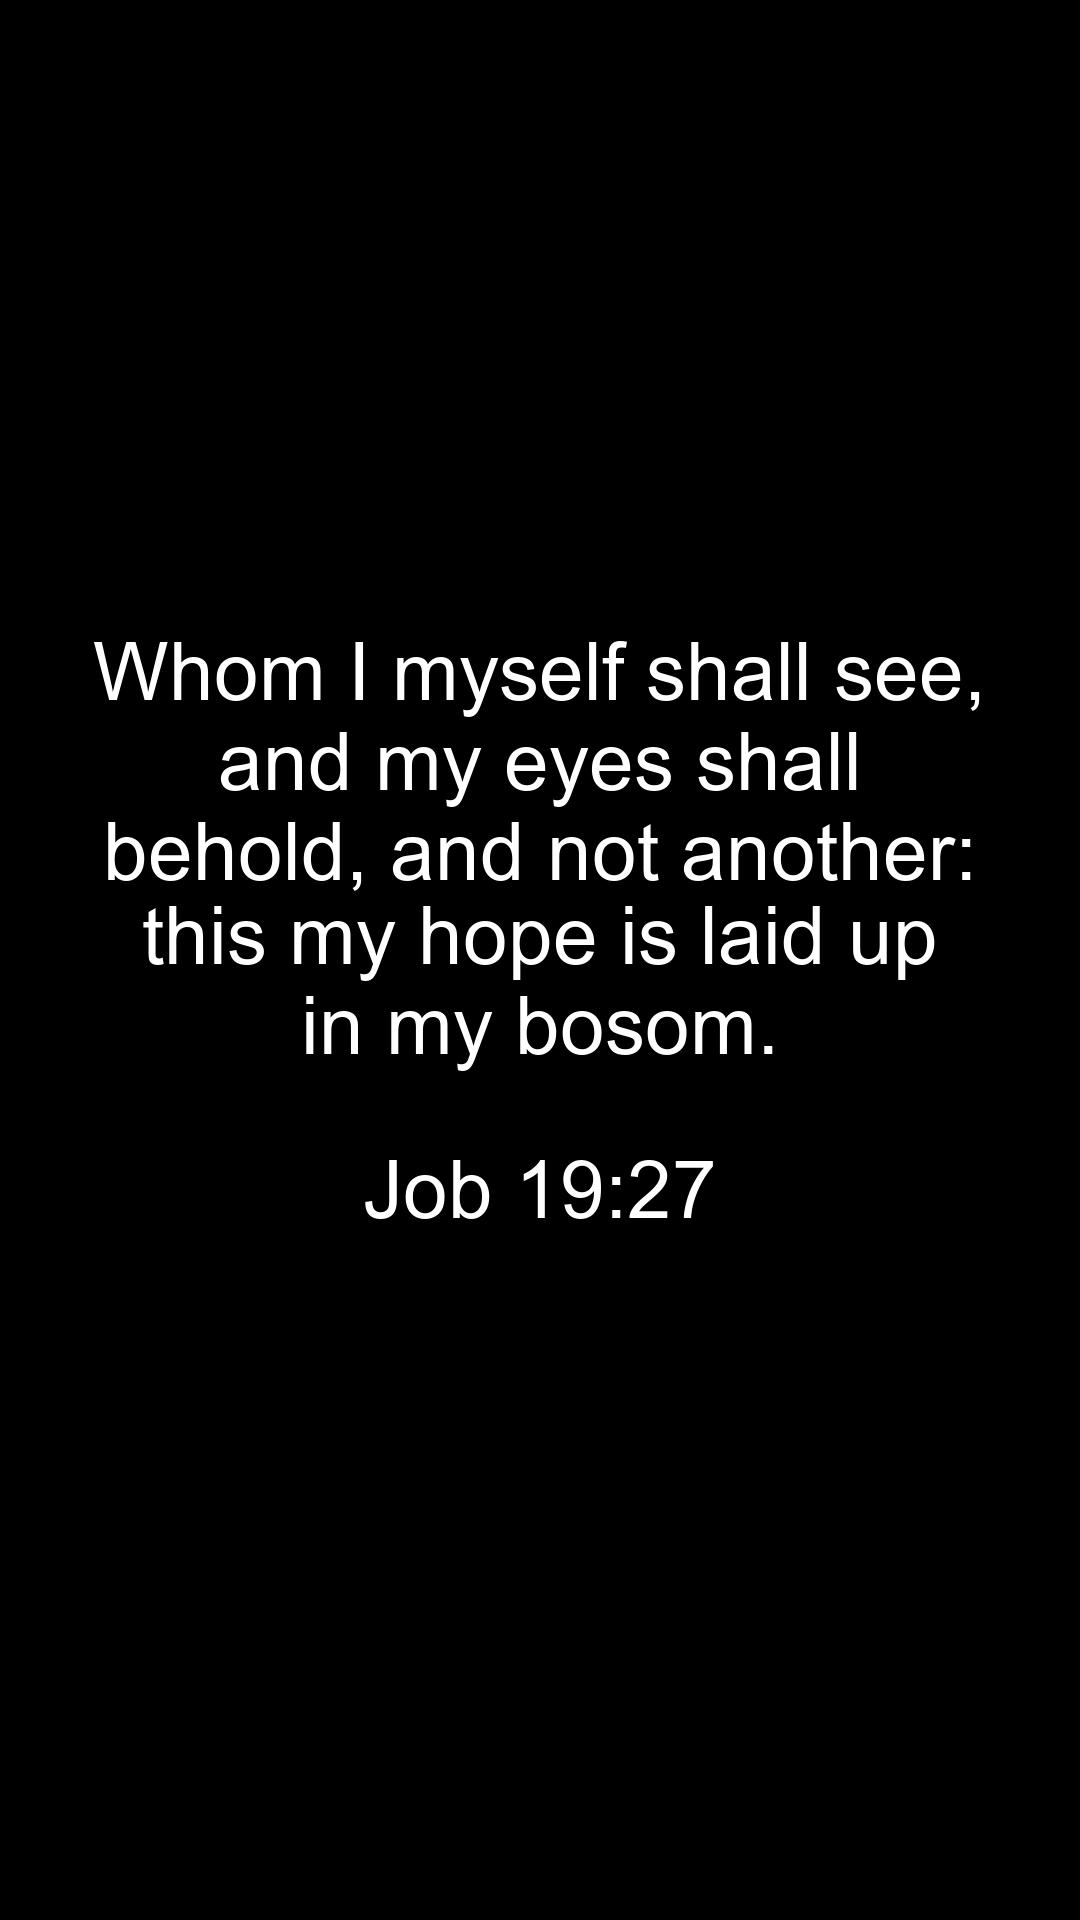 Whom I myself shall see,
and my eyes shall
behold, and not another:
this my hope is laid up
in my bosom.
Job 19:27